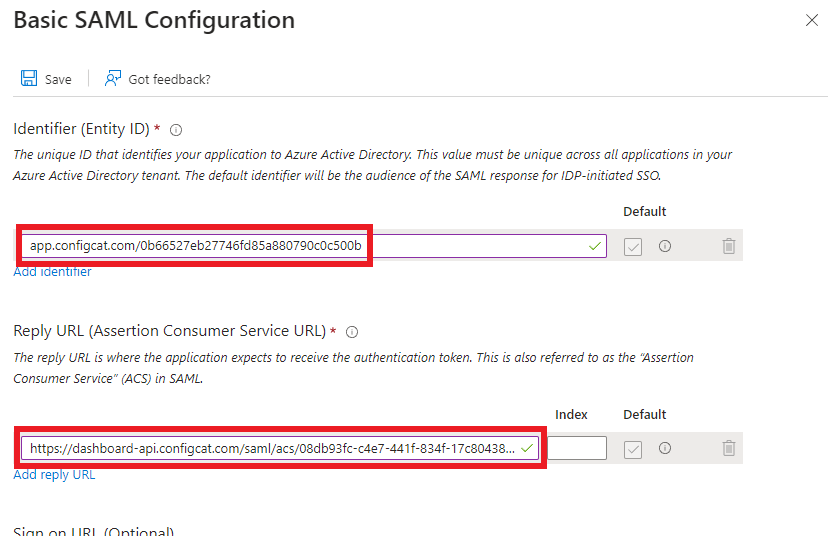 Basic SAML Configuration
Save
Got feedback?
Identifier (Entity ID) *
The unique ID that identifies your application to Azure Active Directory. This value must be unique across all applications in your
Azure Active Directory tenant. The default identifier will be the audience of the SAML response for IDP-initiated SSO.
Default
app.configcat.com/0b66527eb27746fd85a880790c0c500b
Add identifier
Reply URL (Assertion Consumer Service URL) *
The reply URL is where the application expects to receive the authentication token. This is also referred to as the “Assertion
Consumer Service” (ACS) in SAML.
Index Default
https://dashboard-api.configcat.com/saml/acs/08db93fc-c4e7-441f-834f-17c80438...
Add reply URL
Sign on URL (Optional)